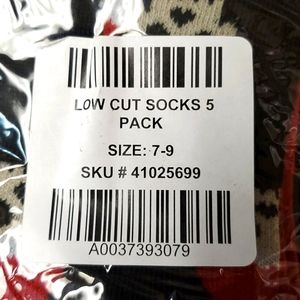 LOW CUT SOCKS 5
PACK
SIZE: 7-9
SKU # 41025699
A0037393079